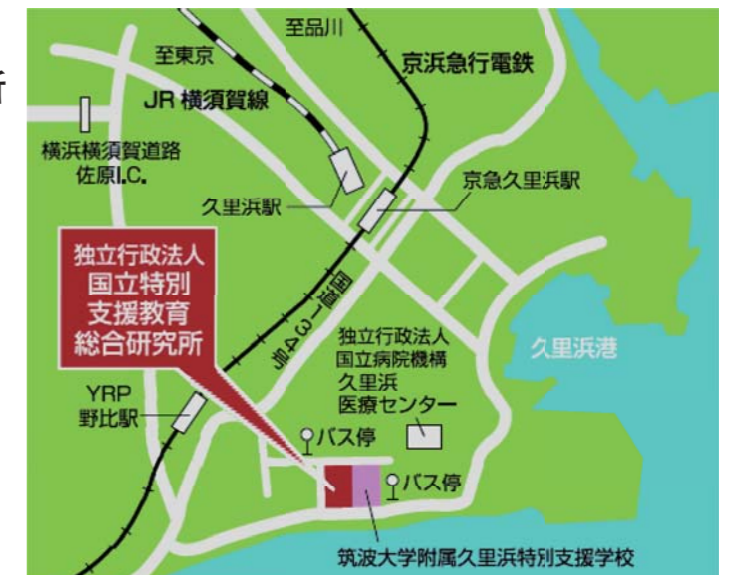 所
至品川
至東京
京浜急行電鉄
JR 横須賀線
横浜横須賀道路
佐原I.C.
京急久里浜駅
久里浜駅
独立行政法人
国立特別
支援教育
総合研究所
国道134号
独立行政法人
国立病院機構
久里浜
医療センター
久里浜港
YRP
野比駅
バス停
バス停
筑波大学附属久里浜特別支援学校